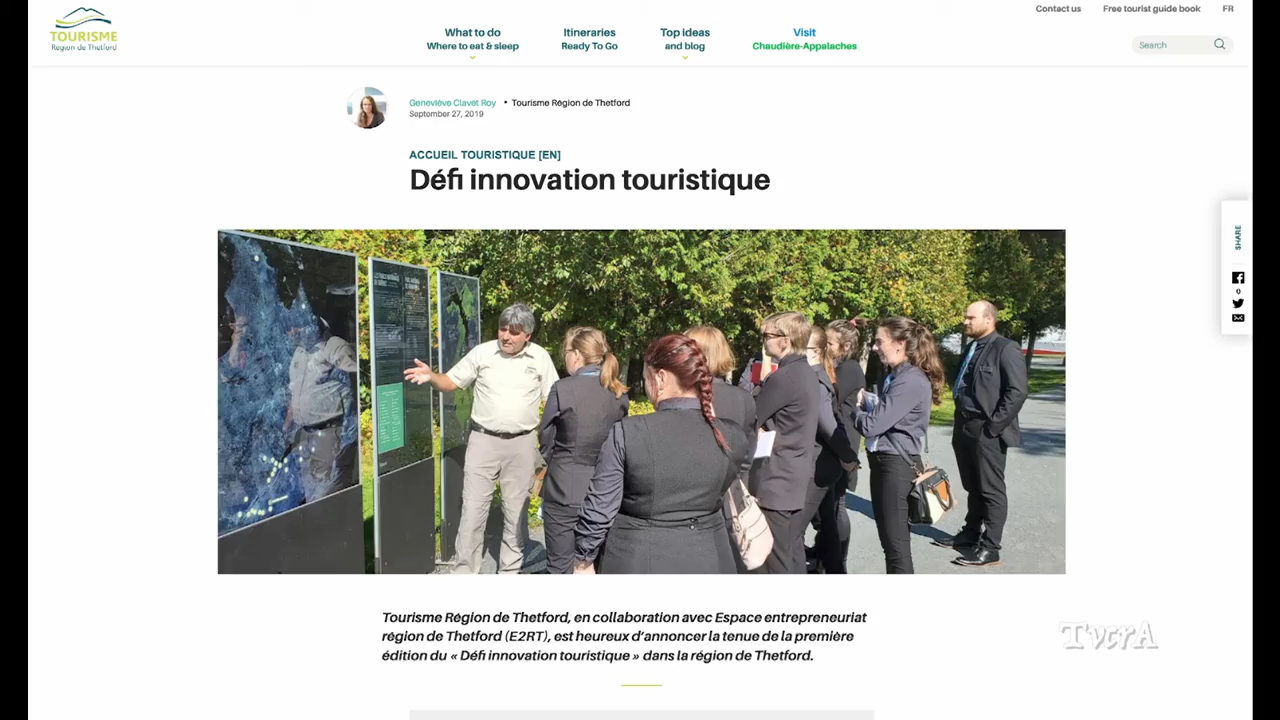 TOURISME
Région de Thetford
Contact us
Free tourist guide book
FR
What to do
Where to eat & sleep
Itineraries
Ready To Go
Top ideas
and blog
Visit
Chaudière-Appalaches
Search
Geneviève Clavet Roy • Tourisme Région de Thetford
September 27, 2019
ACCUEIL TOURISTIQUE [EN]
Défi innovation touristique
SHARE
0
Tourisme Région de Thetford, en collaboration avec Espace entrepreneuriat
région de Thetford (E2RT), est heureux d'annoncer la tenue de la première
édition du « Défi innovation touristique » dans la région de Thetford.
TVCRA